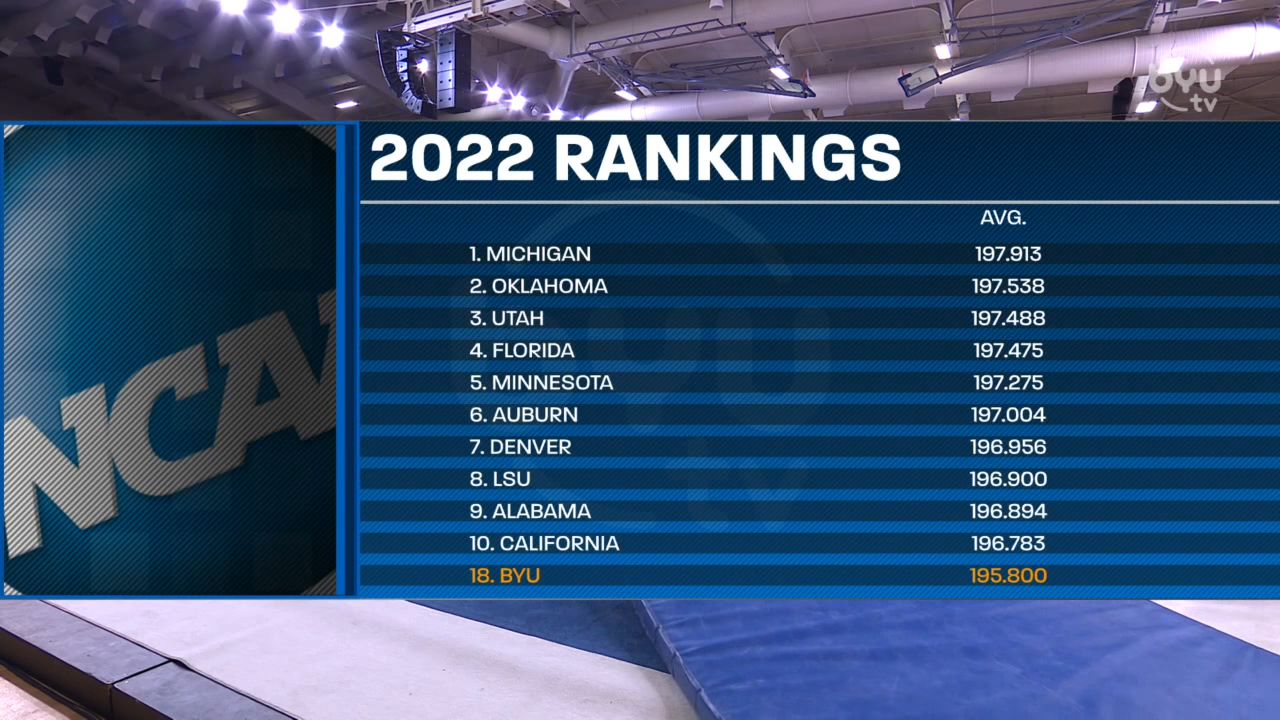 byu
tv
2022 RANKINGS
AVG.
1. MICHIGAN 197.913
2. OKLAHOMA 197.538
3. UTAH 197.488
4. FLORIDA 197.475
5. MINNESOTA 197.275
6. AUBURN 197.004
7. DENVER 196.956
8. LSU 196.900
9. ALABAMA 196.894
10. CALIFORNIA 196.783
18. BYU 195.800
NCAA
byu
tv